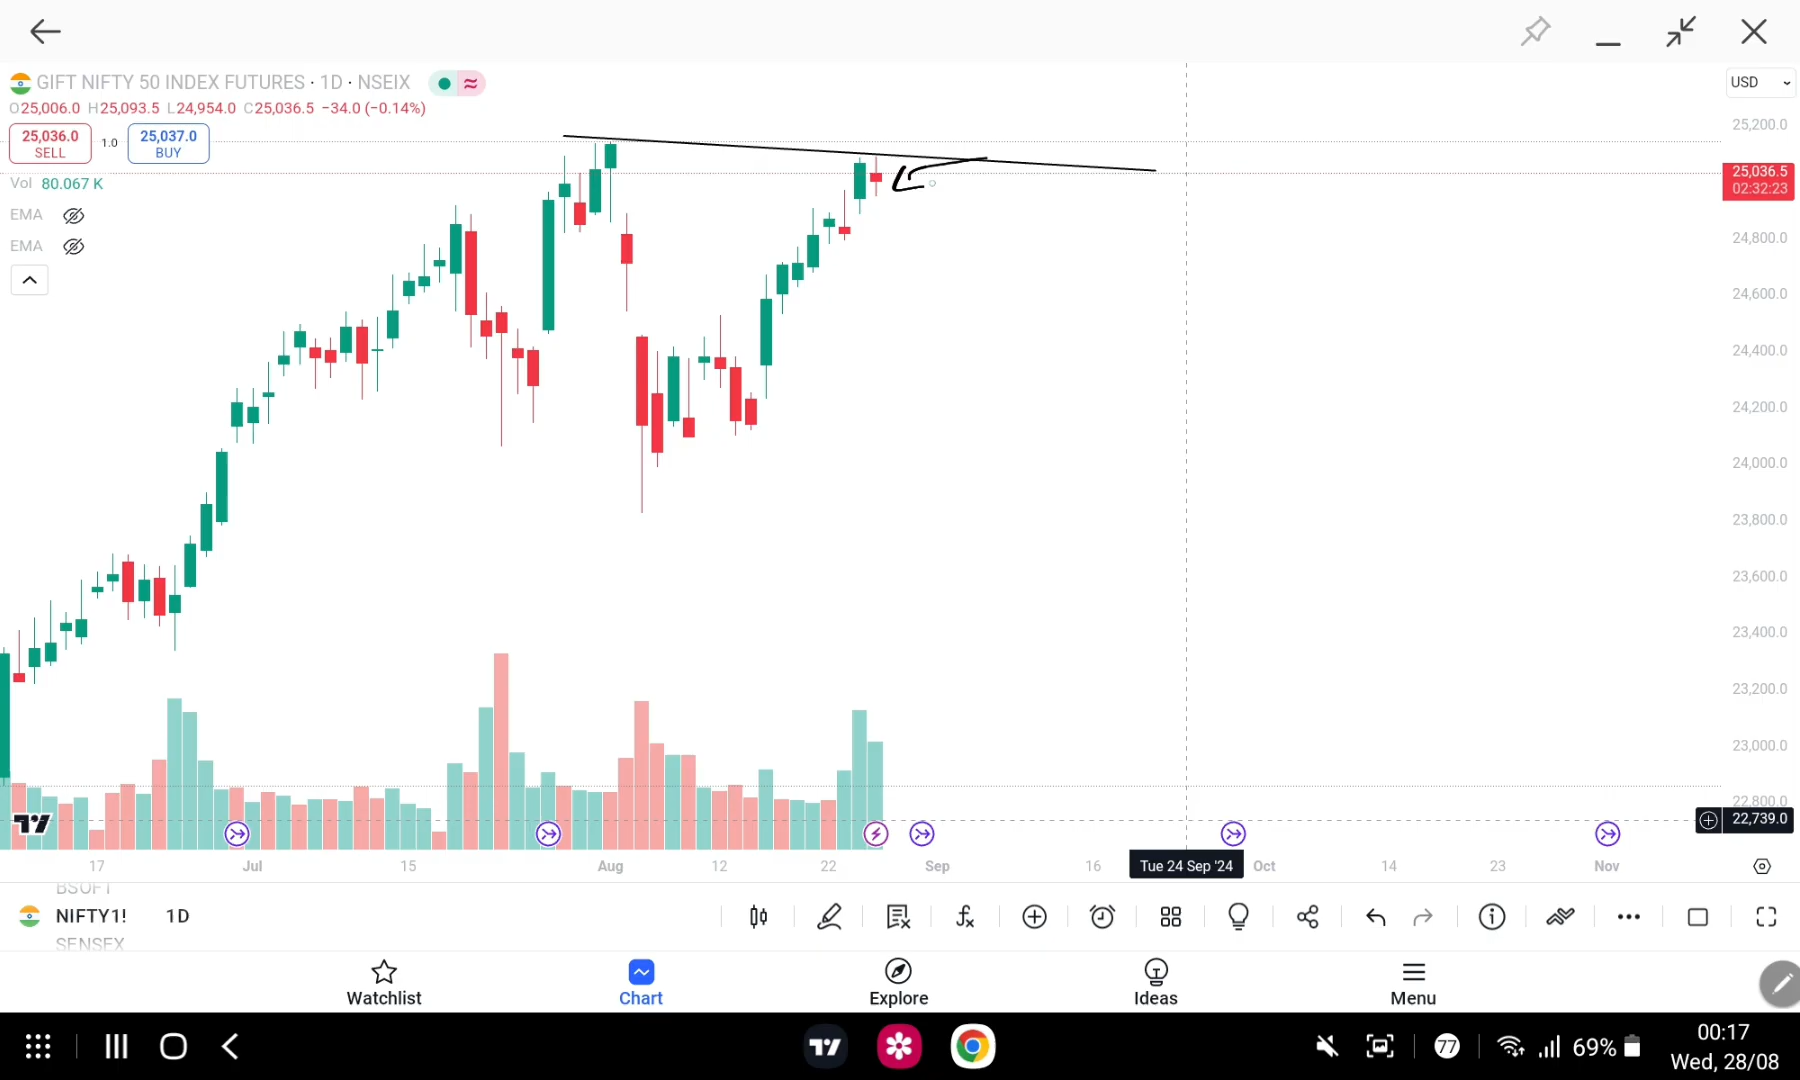 GIFT NIFTY 50 INDEX FUTURES · 1D · NSEIX
USD
O25,006.0 H25,093.5 L24,954.0 C25,036.5 −34.0 (−0.14%)
25,036.0
SELL
1.0
25,037.0
BUY
Vol 80.067 K
EMA
EMA
25,200.0
25,036.5
02:32:23
24,800.0
24,600.0
24,400.0
24,200.0
24,000.0
23,800.0
23,600.0
23,400.0
23,200.0
23,000.0
22,800.0
22,739.0
17 Jul 15 Aug 12 22 Sep 16 Tue 24 Sep '24 Oct 14 23 Nov
BSOFT
NIFTY1! 1D
SENSEX
Watchlist Chart Explore Ideas Menu
77 69% 00:17
Wed, 28/08